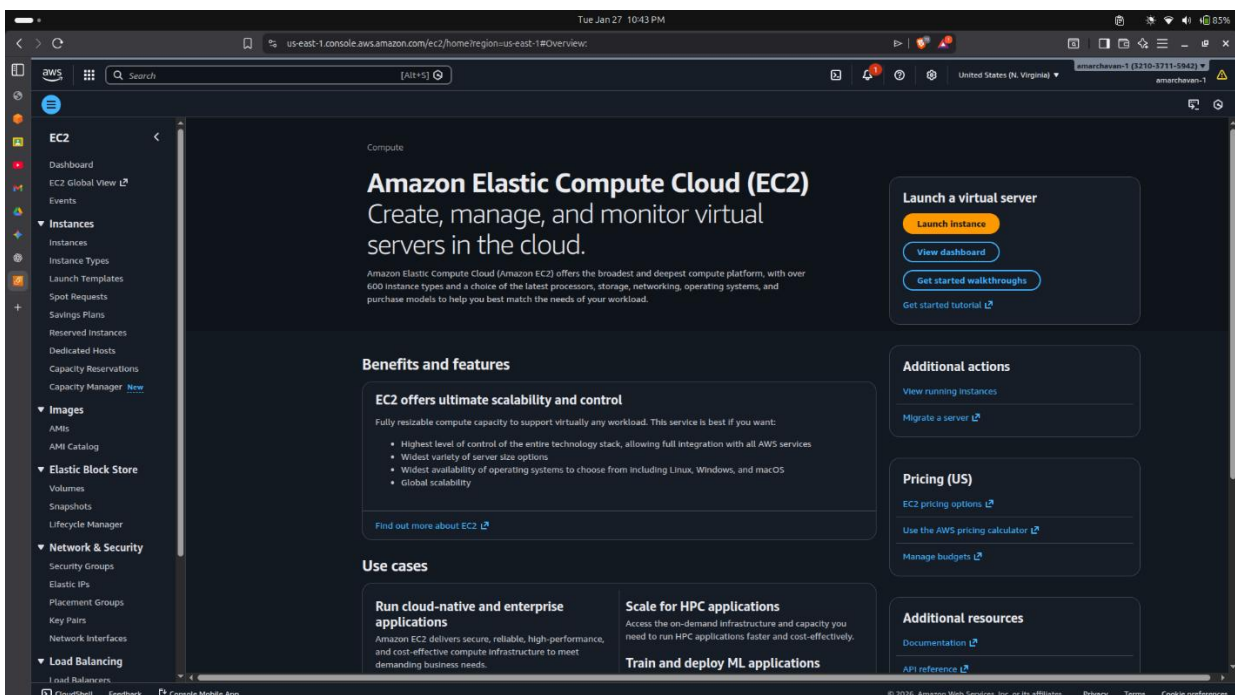 Tue Jan 27 10:43 PM
85%
us-east-1.console.aws.amazon.com/ec2/home?region=us-east-1#Overview:
aws
Search
[Alt+S]
1
United States (N. Virginia)
amarchavan-1 (3210-3711-5942)
amarchavan-1
EC2
Dashboard
EC2 Global View
Events
Instances
Instances
Instance Types
Launch Templates
Spot Requests
Savings Plans
Reserved Instances
Dedicated Hosts
Capacity Reservations
Capacity Manager New
Images
AMIs
AMI Catalog
Elastic Block Store
Volumes
Snapshots
Lifecycle Manager
Network & Security
Security Groups
Elastic IPs
Placement Groups
Key Pairs
Network Interfaces
Load Balancing
Load Balancers
Compute
Amazon Elastic Compute Cloud (EC2)
Create, manage, and monitor virtual
servers in the cloud.
Amazon Elastic Compute Cloud (Amazon EC2) offers the broadest and deepest compute platform, with over
600 instance types and a choice of the latest processors, storage, networking, operating systems, and
purchase models to help you best match the needs of your workload.
Launch a virtual server
Launch instance
View dashboard
Get started walkthroughs
Get started tutorial
Benefits and features
EC2 offers ultimate scalability and control
Fully resizable compute capacity to support virtually any workload. This service is best if you want:
• Highest level of control of the entire technology stack, allowing full integration with all AWS services
• Widest variety of server size options
• Widest availability of operating systems to choose from including Linux, Windows, and macOS
• Global scalability
Find out more about EC2
Additional actions
View running instances
Migrate a server
Pricing (US)
EC2 pricing options
Use the AWS pricing calculator
Manage budgets
Use cases
Run cloud-native and enterprise
applications
Amazon EC2 delivers secure, reliable, high-performance,
and cost-effective compute infrastructure to meet
demanding business needs.
Scale for HPC applications
Access the on-demand infrastructure and capacity you
need to run HPC applications faster and cost-effectively.
Train and deploy ML applications
Additional resources
Documentation
API reference
CloudShell Feedback Console Mobile App
© 2026, Amazon Web Services, Inc. or its affiliates. Privacy Terms Cookie preferences